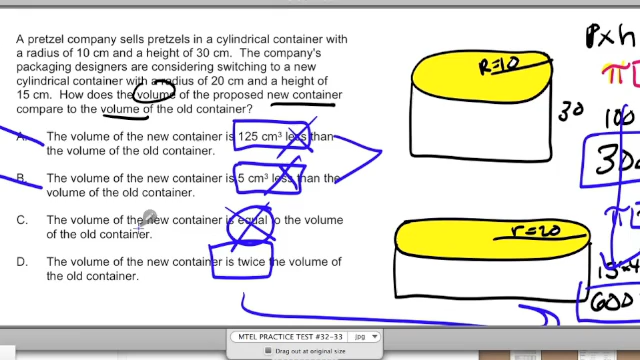 A pretzel company sells pretzels in a cylindrical container with
a radius of 10 cm and a height of 30 cm. The company's
packaging designers are considering switching to a new
cylindrical container with a radius of 20 cm and a height of
15 cm. How does the volume of the proposed new container
compare to the volume of the old container?
A. The volume of the new container is 125 cm³ less than
the volume of the old container.
B. The volume of the new container is 5 cm³ less than the
volume of the old container.
C. The volume of the new container is equal to the volume
of the old container.
D. The volume of the new container is twice the volume of
the old container.
R=10
30
r=20
P×h
π
100
300
π
600
MTEL PRACTICE TEST #32-33
jpg
Drag out at original size